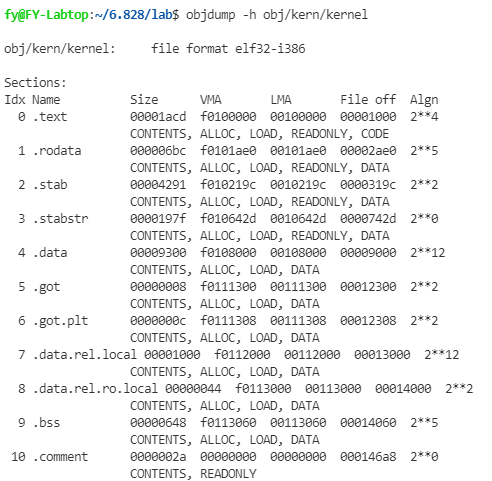 fy@FY-Labtop:~/6.828/lab$ objdump -h obj/kern/kernel

obj/kern/kernel:     file format elf32-i386

Sections:
Idx Name          Size      VMA       LMA       File off  Algn
  0 .text         00001acd  f0100000  00100000  00001000  2**4
                  CONTENTS, ALLOC, LOAD, READONLY, CODE
  1 .rodata       000006bc  f0101ae0  00101ae0  00002ae0  2**5
                  CONTENTS, ALLOC, LOAD, READONLY, DATA
  2 .stab         00004291  f010219c  0010219c  0000319c  2**2
                  CONTENTS, ALLOC, LOAD, READONLY, DATA
  3 .stabstr      0000197f  f010642d  0010642d  0000742d  2**0
                  CONTENTS, ALLOC, LOAD, READONLY, DATA
  4 .data         00009300  f0108000  00108000  00009000  2**12
                  CONTENTS, ALLOC, LOAD, DATA
  5 .got          00000008  f0111300  00111300  00012300  2**2
                  CONTENTS, ALLOC, LOAD, DATA
  6 .got.plt      0000000c  f0111308  00111308  00012308  2**2
                  CONTENTS, ALLOC, LOAD, DATA
  7 .data.rel.local 00001000  f0112000  00112000  00013000  2**12
                  CONTENTS, ALLOC, LOAD, DATA
  8 .data.rel.ro.local 00000044  f0113000  00113000  00014000  2**2
                  CONTENTS, ALLOC, LOAD, DATA
  9 .bss          00000648  f0113060  00113060  00014060  2**5
                  CONTENTS, ALLOC, LOAD, DATA
 10 .comment      0000002a  00000000  00000000  000146a8  2**0
                  CONTENTS, READONLY